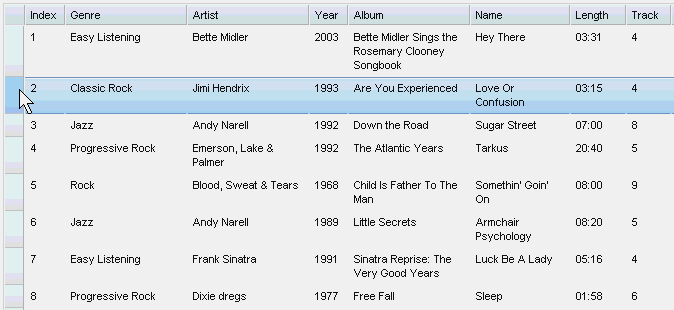 Index Genre Artist Year Album Name Length Track
1 Easy Listening Bette Midler 2003 Bette Midler Sings the Hey There 03:31 4
Rosemary Clooney
Songbook
2 Classic Rock Jimi Hendrix 1993 Are You Experienced Love Or 03:15 4
Confusion
3 Jazz Andy Narell 1992 Down the Road Sugar Street 07:00 8
4 Progressive Rock Emerson, Lake & 1992 The Atlantic Years Tarkus 20:40 5
Palmer
5 Rock Blood, Sweat & Tears 1968 Child Is Father To The Somethin' Goin' 08:00 9
Man On
6 Jazz Andy Narell 1989 Little Secrets Armchair 08:20 5
Psychology
7 Easy Listening Frank Sinatra 1991 Sinatra Reprise: The Luck Be A Lady 05:16 4
Very Good Years
8 Progressive Rock Dixie dregs 1977 Free Fall Sleep 01:58 6